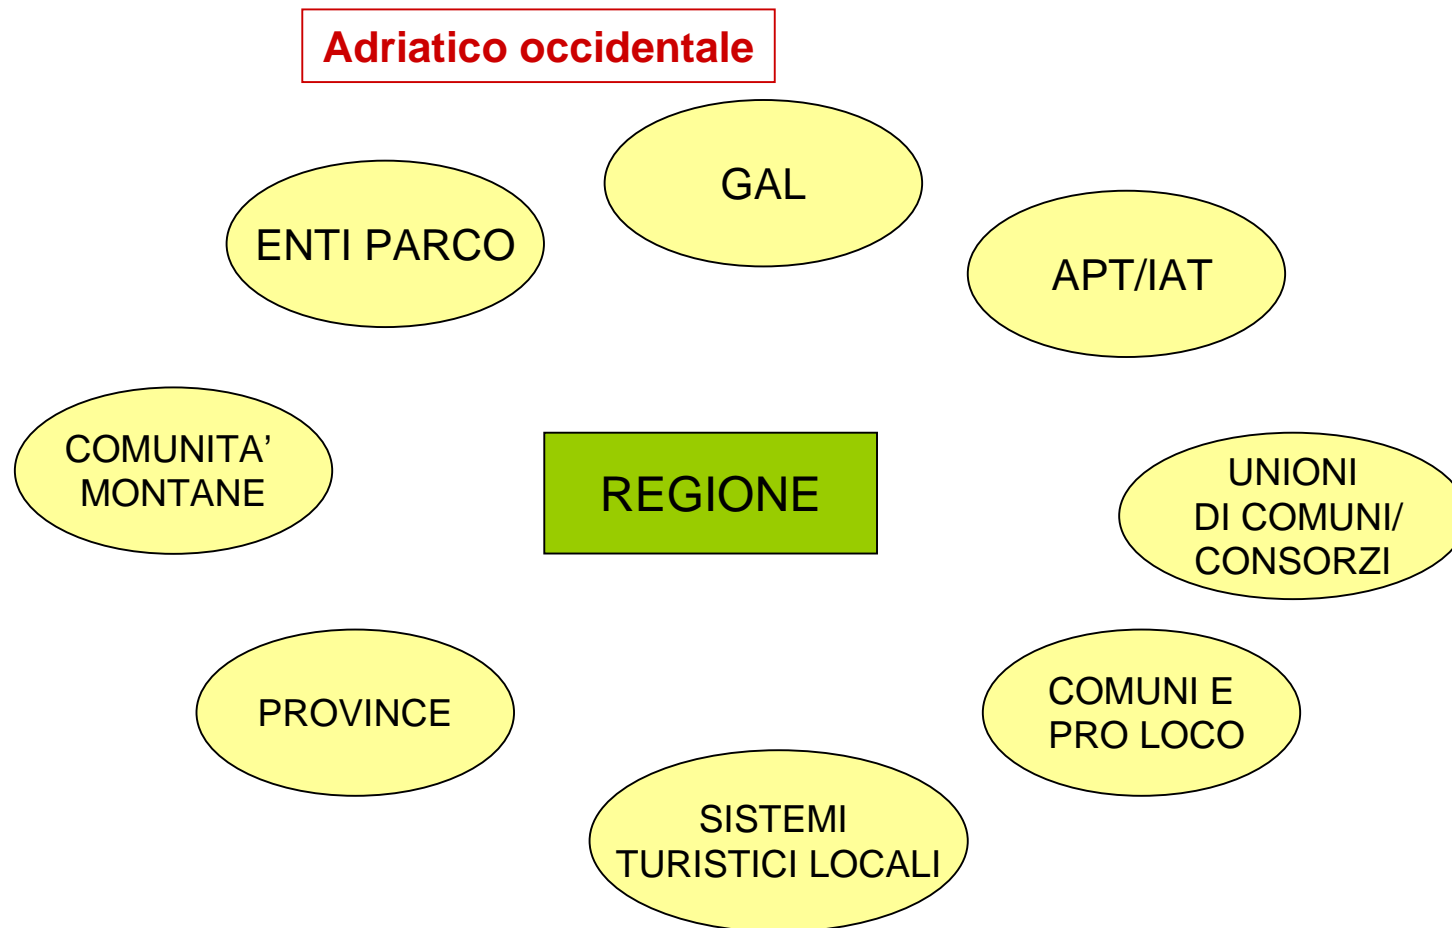 Adriatico occidentale
GAL
ENTI PARCO
APT/IAT
COMUNITA’
MONTANE
REGIONE
UNIONI
DI COMUNI/
CONSORZI
PROVINCE
COMUNI E
PRO LOCO
SISTEMI
TURISTICI LOCALI